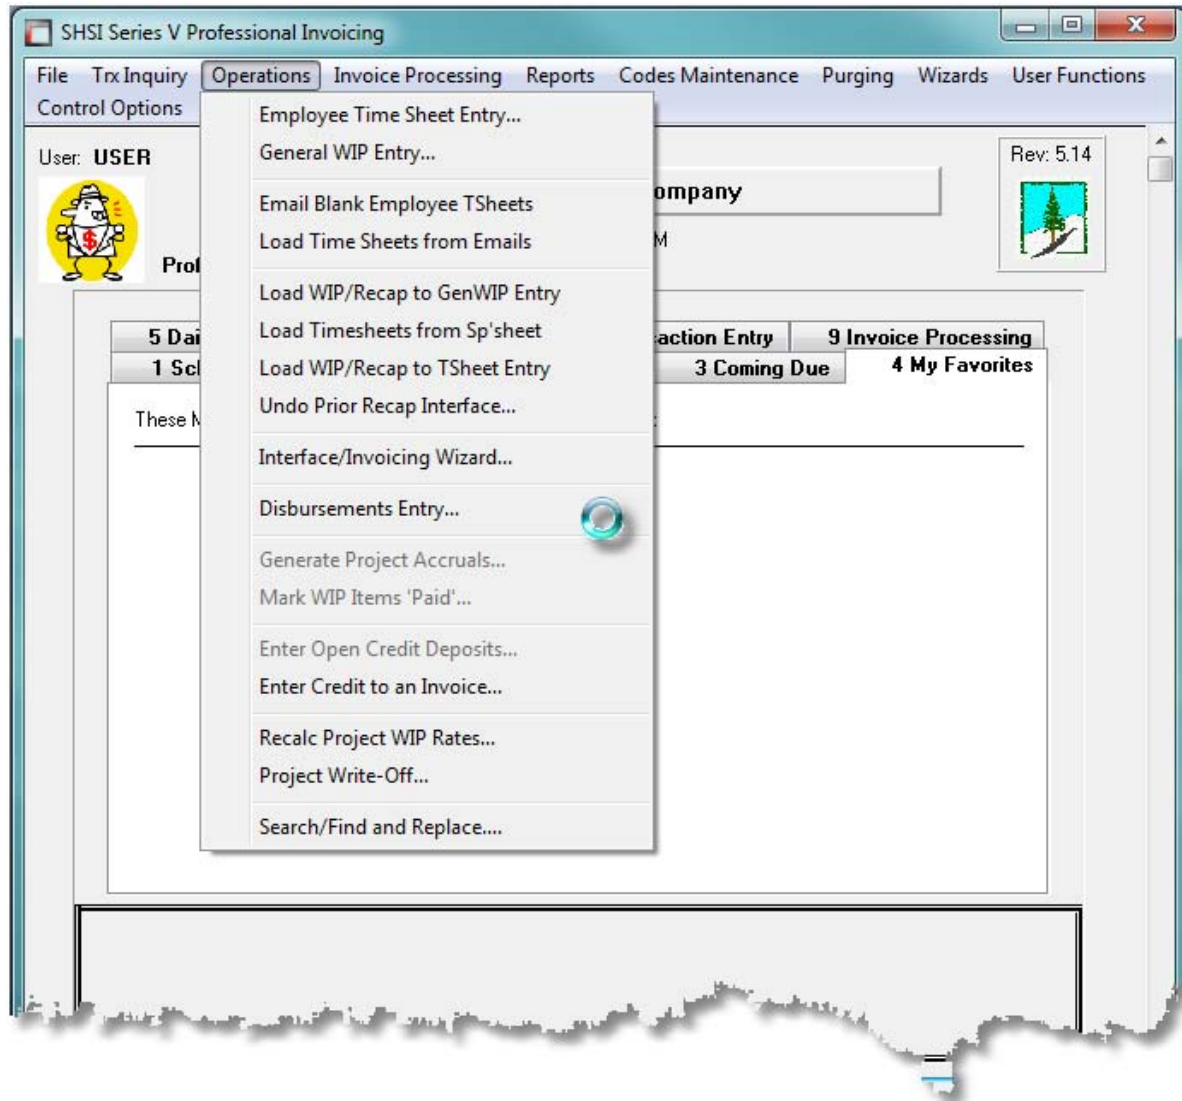 SHSI Series V Professional Invoicing
File Trx Inquiry Operations Invoice Processing Reports Codes Maintenance Purging Wizards User Functions
Control Options
User: USER
Rev: 5.14
$
Employee Time Sheet Entry...
General WIP Entry...
Email Blank Employee TSheets
Load Time Sheets from Emails
Load WIP/Recap to GenWIP Entry
Load Timesheets from Sp'sheet
Load WIP/Recap to TSheet Entry
Undo Prior Recap Interface...
Interface/Invoicing Wizard...
Disbursements Entry...
Generate Project Accruals...
Mark WIP Items 'Paid'...
Enter Open Credit Deposits...
Enter Credit to an Invoice...
Recalc Project WIP Rates...
Project Write-Off...
Search/Find and Replace....
ompany
M
Prof
5 Dai
action Entry
9 Invoice Processing
1 Scl
3 Coming Due
4 My Favorites
These M